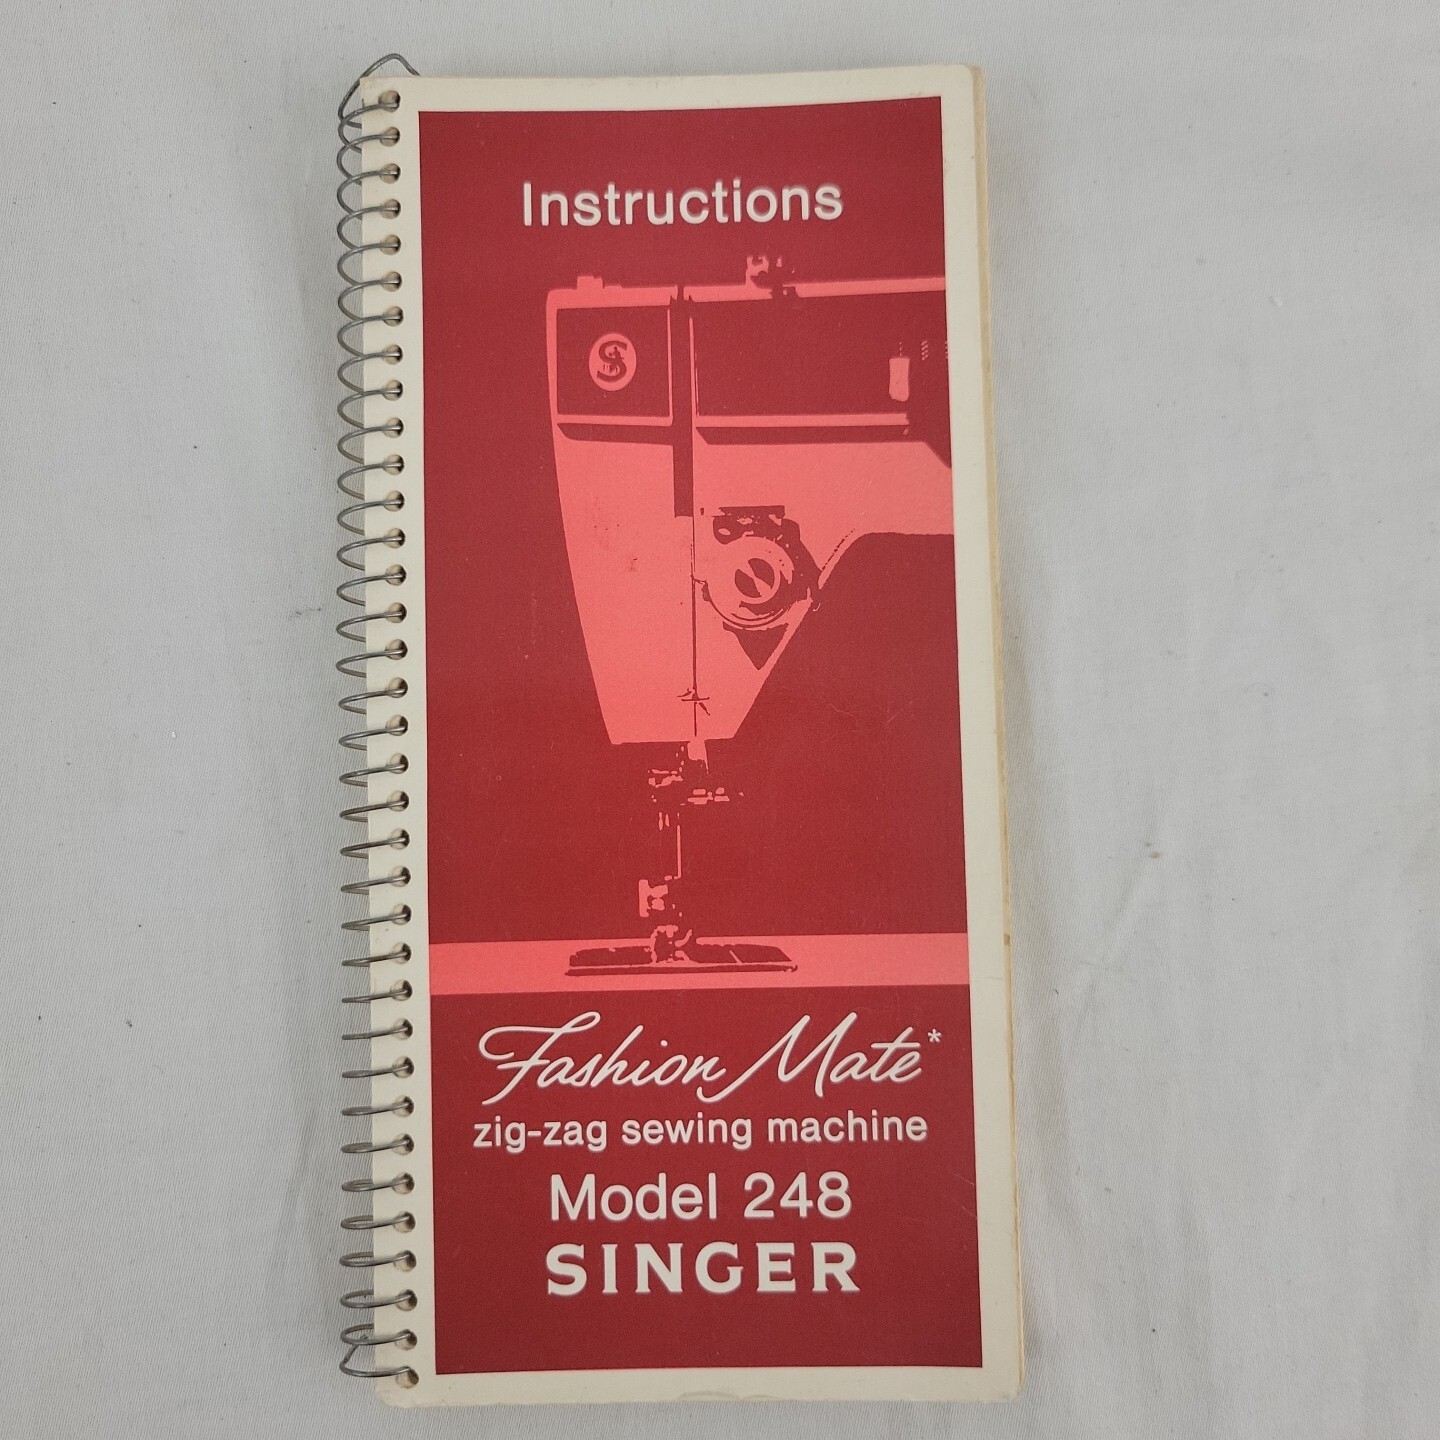 Instructions
S
Fashion Mate*
zig-zag sewing machine
Model 248
SINGER